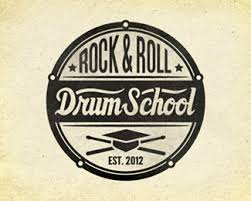 ROCK & ROLL
Drum School
EST. 2012